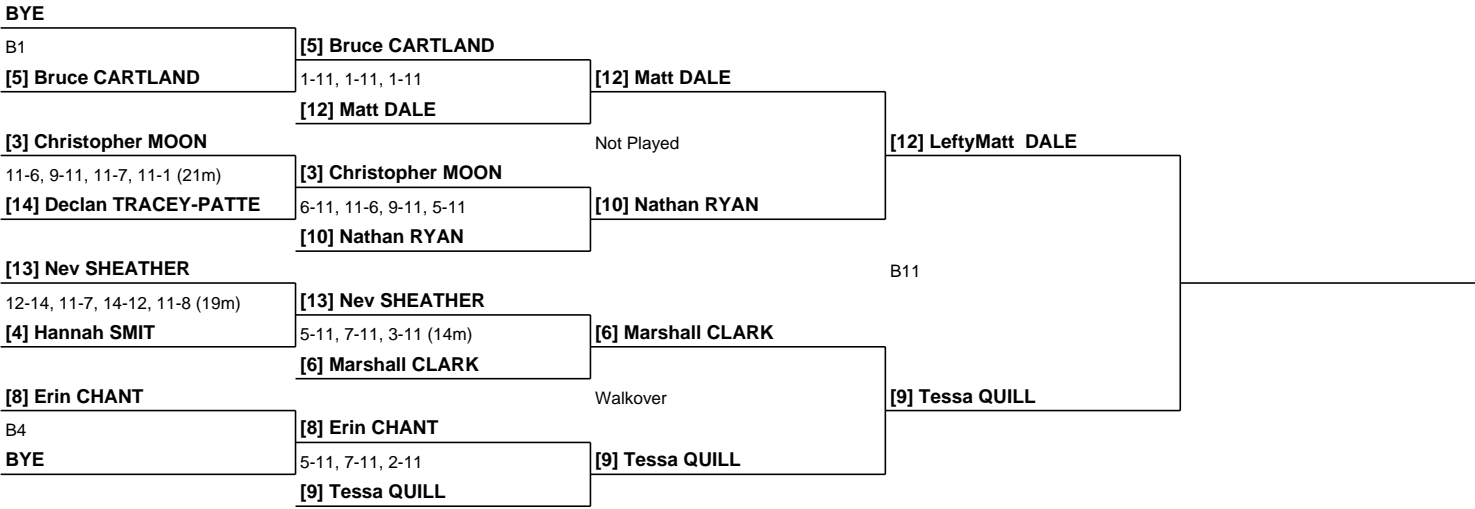 BYE
B1
[5] Bruce CARTLAND
[5] Bruce CARTLAND
1-11, 1-11, 1-11
[12] Matt DALE
[12] Matt DALE
[3] Christopher MOON
11-6, 9-11, 11-7, 11-1 (21m)
[14] Declan TRACEY-PATTE
[3] Christopher MOON
6-11, 11-6, 9-11, 5-11
[10] Nathan RYAN
Not Played
[10] Nathan RYAN
[12] LeftyMatt DALE
[13] Nev SHEATHER
12-14, 11-7, 14-12, 11-8 (19m)
[4] Hannah SMIT
[13] Nev SHEATHER
5-11, 7-11, 3-11 (14m)
[6] Marshall CLARK
[6] Marshall CLARK
B11
[8] Erin CHANT
B4
BYE
[8] Erin CHANT
5-11, 7-11, 2-11
[9] Tessa QUILL
Walkover
[9] Tessa QUILL
[9] Tessa QUILL